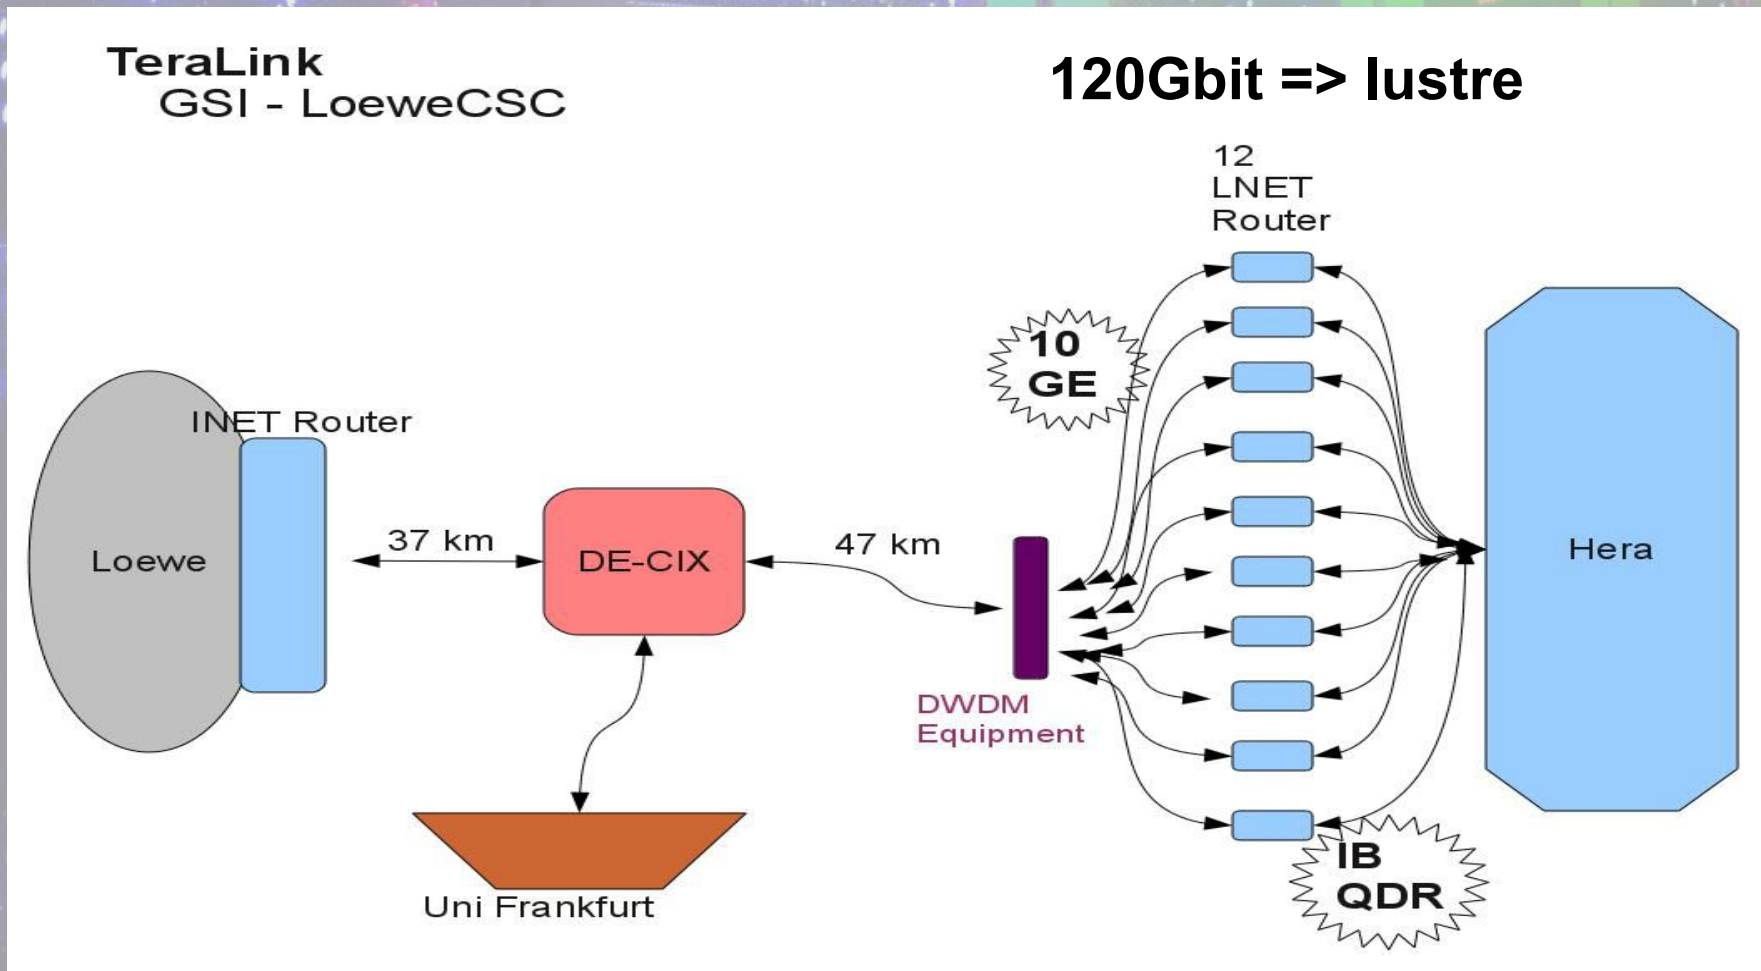 TeraLink
GSI - LoeweCSC
120Gbit => lustre
12
LNET
Router
10
GE
INET Router
Loewe
37 km
DE-CIX
47 km
Hera
DWDM
Equipment
IB
QDR
Uni Frankfurt